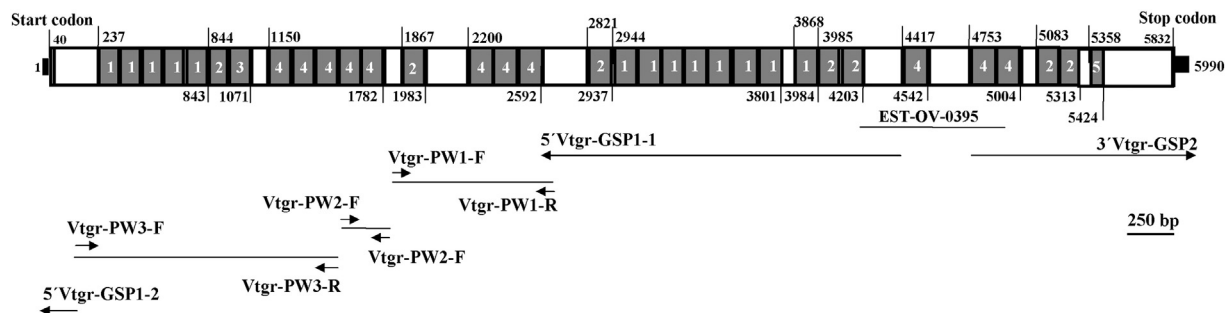 2821 3868
Start codon Stop codon
40 237 844 1150 1867 2200 2944 3985 4417 4753 5083 5358 5832
1 1 1 1 1 1 2 3 4 4 4 4 4 2 4 4 4 2 1 1 1 1 1 1 1 1 2 2 4 4 4 2 2 5 5990
843 1071 1782 1983 2592 2937 3801 3984 4203 4542 5004 5313
5424
EST-OV-0395
5´Vtgr-GSP1-1 3´Vtgr-GSP2
Vtgr-PW1-F
Vtgr-PW2-F Vtgr-PW1-R
250 bp
Vtgr-PW3-F
Vtgr-PW2-F
Vtgr-PW3-R
5´Vtgr-GSP1-2